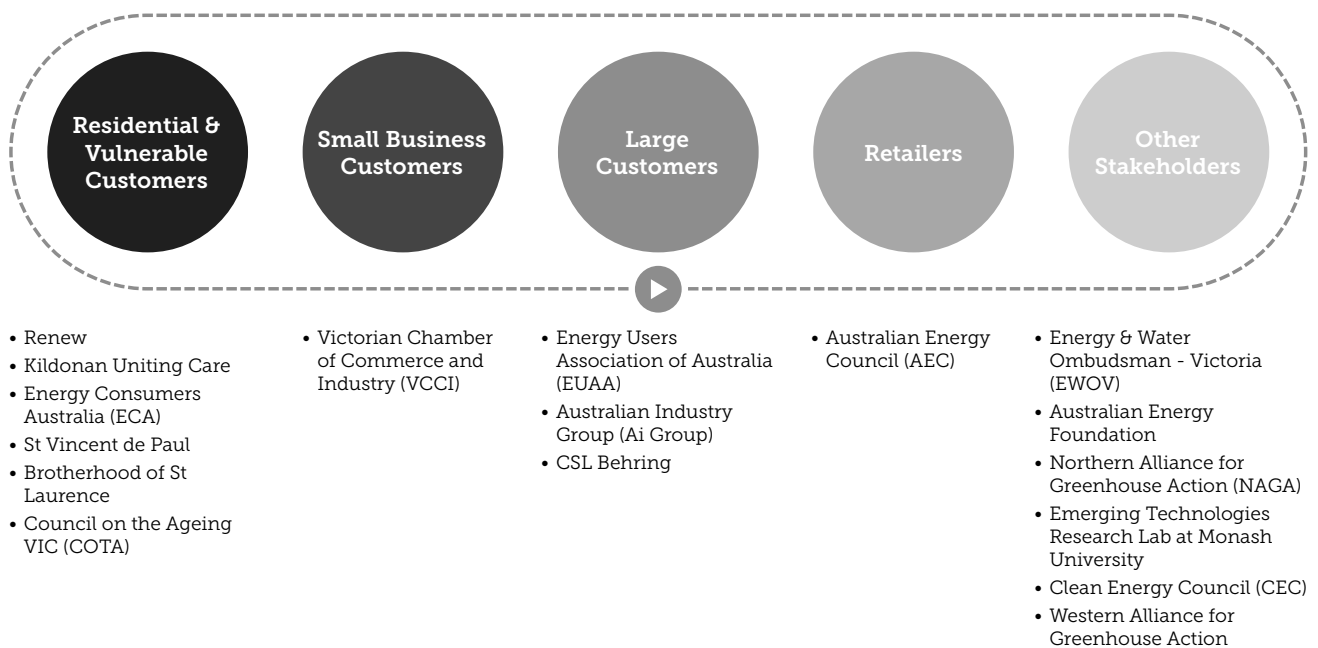 Residential &
Vulnerable
Customers
Small Business
Customers
Large
Customers
Retailers
Other
Stakeholders
• Renew
• Kildonan Uniting Care
• Energy Consumers
Australia (ECA)
• St Vincent de Paul
• Brotherhood of St
Laurence
• Council on the Ageing
VIC (COTA)
• Victorian Chamber
of Commerce and
Industry (VCCI)
• Energy Users
Association of Australia
(EUAA)
• Australian Industry
Group (Ai Group)
• CSL Behring
• Australian Energy
Council (AEC)
• Energy & Water
Ombudsman - Victoria
(EWOV)
• Australian Energy
Foundation
• Northern Alliance for
Greenhouse Action (NAGA)
• Emerging Technologies
Research Lab at Monash
University
• Clean Energy Council (CEC)
• Western Alliance for
Greenhouse Action